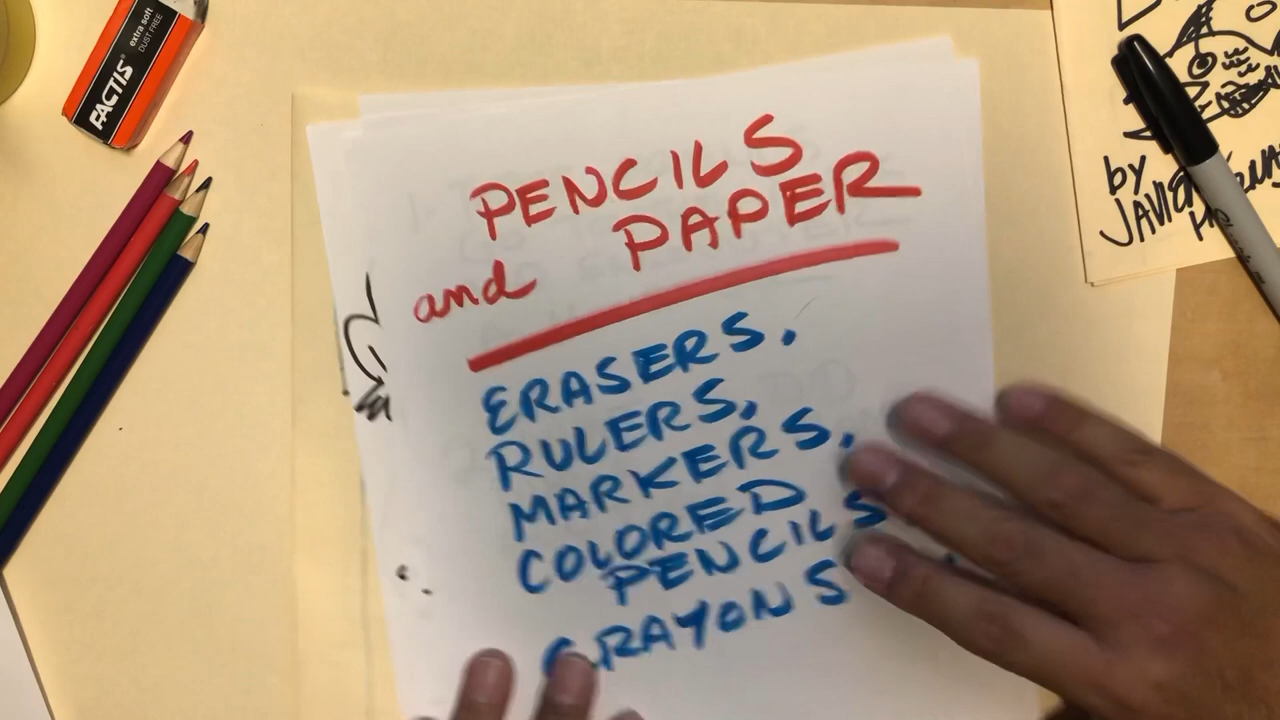 FACTIS®
extra soft
DUST FREE
PENCILS
and PAPER
ERASERS,
RULERS,
MARKERS,
COLORED
PENCILS
CRAYONS
by